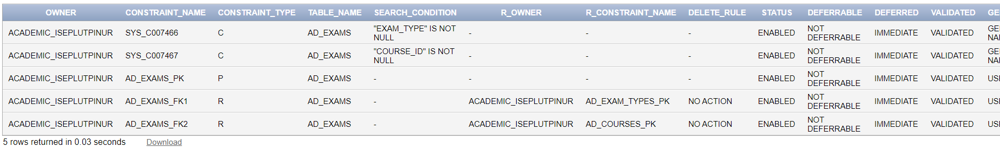 OWNER CONSTRAINT_NAME CONSTRAINT_TYPE TABLE_NAME SEARCH_CONDITION R_OWNER R_CONSTRAINT_NAME DELETE_RULE STATUS DEFERRABLE DEFERRED VALIDATED GE
ACADEMIC_ISEPLUTPINUR SYS_C007466 C AD_EXAMS "EXAM_TYPE" IS NOT NULL - - - ENABLED NOT DEFERRABLE IMMEDIATE VALIDATED GE NA
ACADEMIC_ISEPLUTPINUR SYS_C007467 C AD_EXAMS "COURSE_ID" IS NOT NULL - - - ENABLED NOT DEFERRABLE IMMEDIATE VALIDATED GE NA
ACADEMIC_ISEPLUTPINUR AD_EXAMS_PK P AD_EXAMS - - - - ENABLED NOT DEFERRABLE IMMEDIATE VALIDATED US
ACADEMIC_ISEPLUTPINUR AD_EXAMS_FK1 R AD_EXAMS - ACADEMIC_ISEPLUTPINUR AD_EXAM_TYPES_PK NO ACTION ENABLED NOT DEFERRABLE IMMEDIATE VALIDATED US
ACADEMIC_ISEPLUTPINUR AD_EXAMS_FK2 R AD_EXAMS - ACADEMIC_ISEPLUTPINUR AD_COURSES_PK NO ACTION ENABLED NOT DEFERRABLE IMMEDIATE VALIDATED US
5 rows returned in 0.03 seconds Download